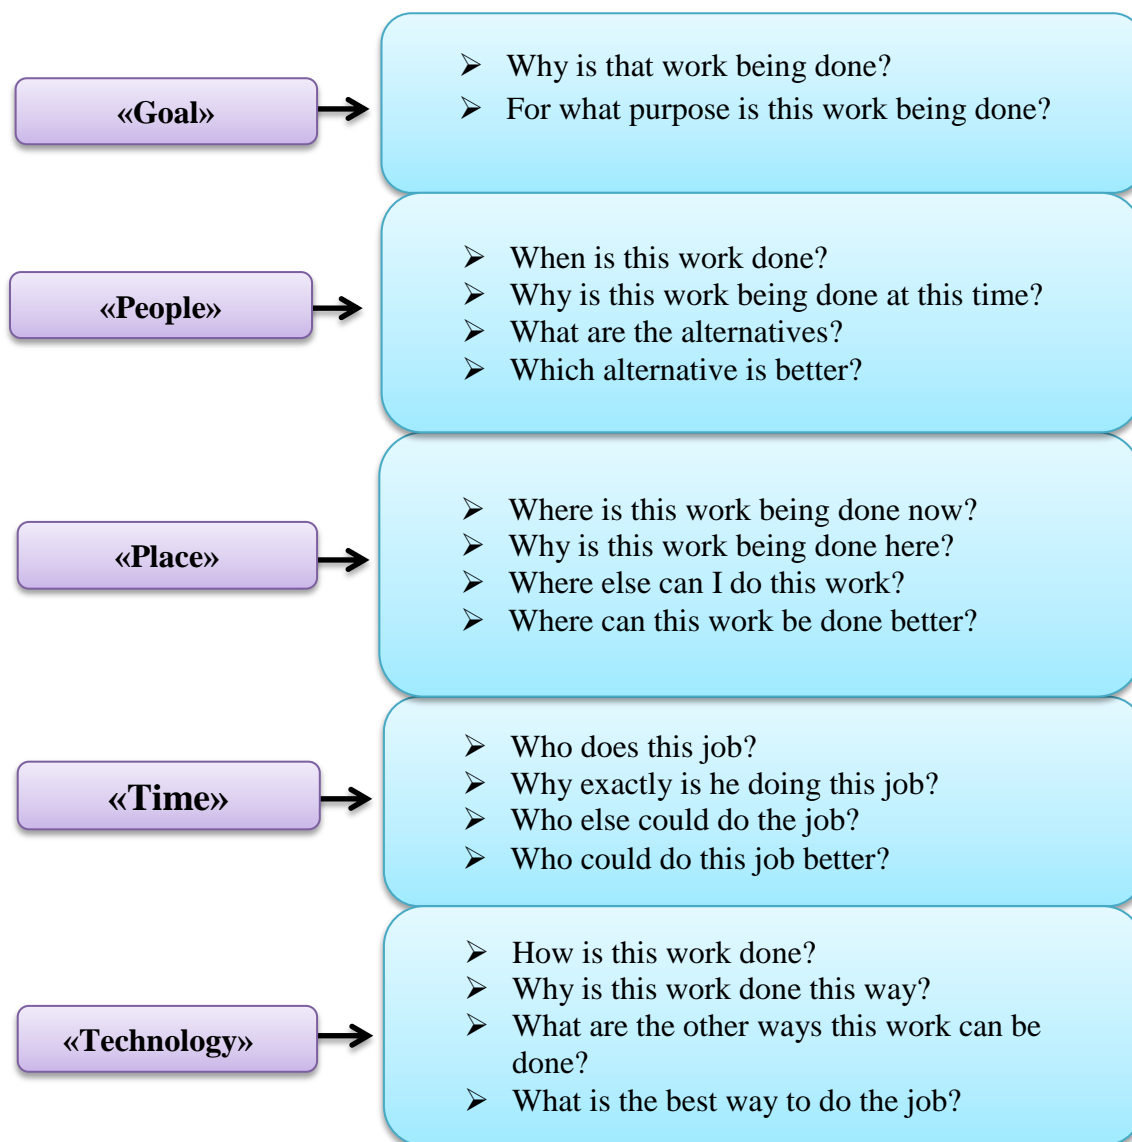 «Goal»
➢ Why is that work being done?
➢ For what purpose is this work being done?
«People»
➢ When is this work done?
➢ Why is this work being done at this time?
➢ What are the alternatives?
➢ Which alternative is better?
«Place»
➢ Where is this work being done now?
➢ Why is this work being done here?
➢ Where else can I do this work?
➢ Where can this work be done better?
«Time»
➢ Who does this job?
➢ Why exactly is he doing this job?
➢ Who else could do the job?
➢ Who could do this job better?
«Technology»
➢ How is this work done?
➢ Why is this work done this way?
➢ What are the other ways this work can be
done?
➢ What is the best way to do the job?